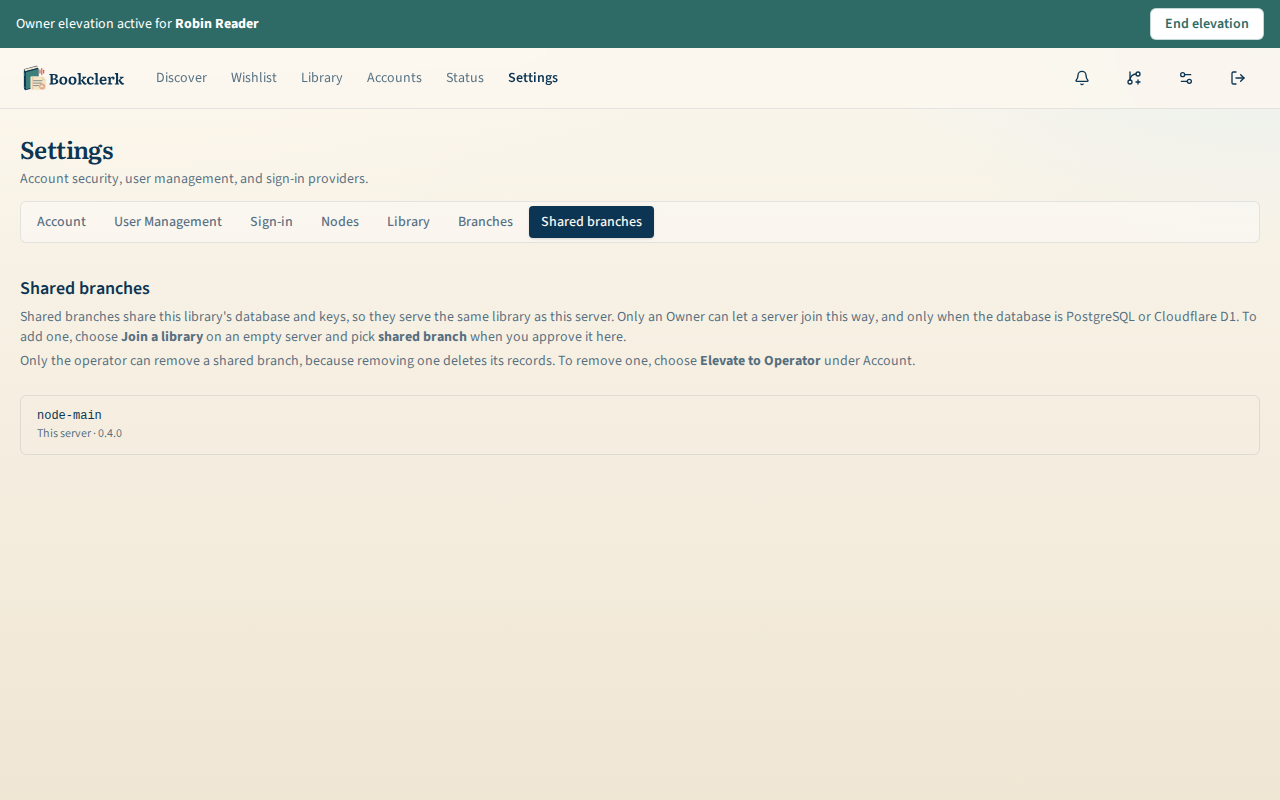 Owner elevation active for Robin Reader
End elevation
Bookclerk
Discover
Wishlist
Library
Accounts
Status
Settings
Settings
Account security, user management, and sign-in providers.
Account
User Management
Sign-in
Nodes
Library
Branches
Shared branches
Shared branches
Shared branches share this library's database and keys, so they serve the same library as this server. Only an Owner can let a server join this way, and only when the database is PostgreSQL or Cloudflare D1. To
add one, choose Join a library on an empty server and pick shared branch when you approve it here.
Only the operator can remove a shared branch, because removing one deletes its records. To remove one, choose Elevate to Operator under Account.
node-main
This server · 0.4.0